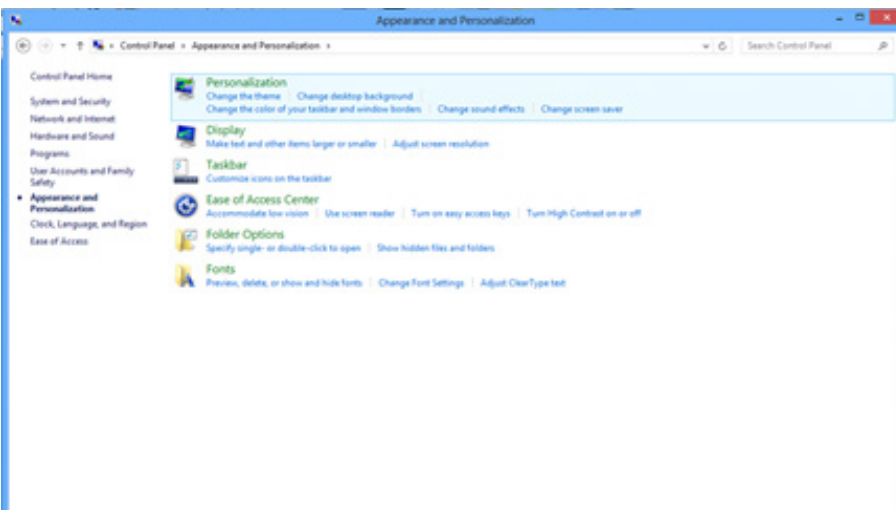 Appearance and Personalization
Control Panel Appearance and Personalization
Search Control Panel
Control Panel Home
System and Security
Network and Internet
Hardware and Sound
Programs
User Accounts and Family
Safety
Appearance and
Personalization
Clock, Language, and Region
Ease of Access
Personalization
Change the theme Change desktop background
Change the color of your taskbar and window borders Change sound effects Change screen saver
Display
Make text and other items larger or smaller Adjust screen resolution
Taskbar
Customize icons on the taskbar
Ease of Access Center
Accommodate low vision Use screen reader Turn on easy access keys Turn High Contrast on or off
Folder Options
Specify single- or double-click to open Show hidden files and folders
Fonts
Preview, delete, or show and hide fonts Change Font Settings Adjust ClearType text